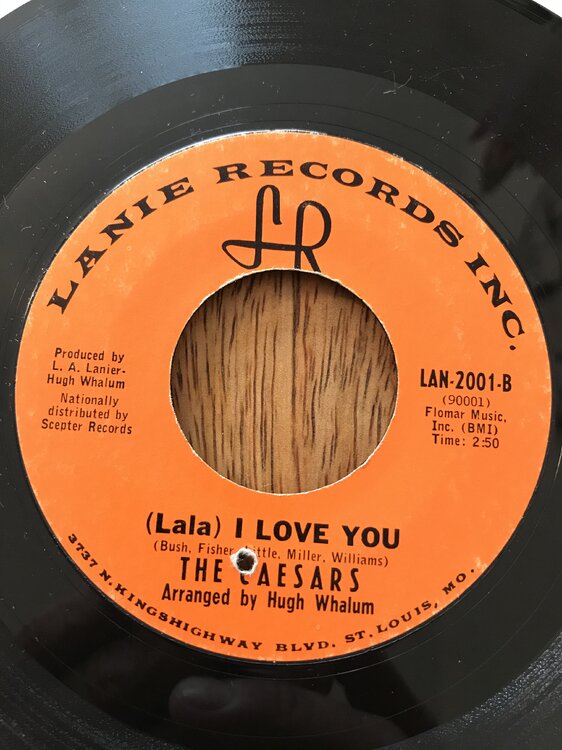 LANIE RECORDS INC.
LR
Produced by
L. A. Lanier-
Hugh Whalum
Nationally
distributed by
Scepter Records
LAN-2001-B
(90001)
Flomar Music,
Inc. (BMI)
Time: 2:50
(Lala) I LOVE YOU
(Bush, Fisher, Little, Miller, Williams)
THE CAESARS
Arranged by Hugh Whalum
3737 N. KINGSHIGHWAY BLVD. ST. LOUIS, MO.